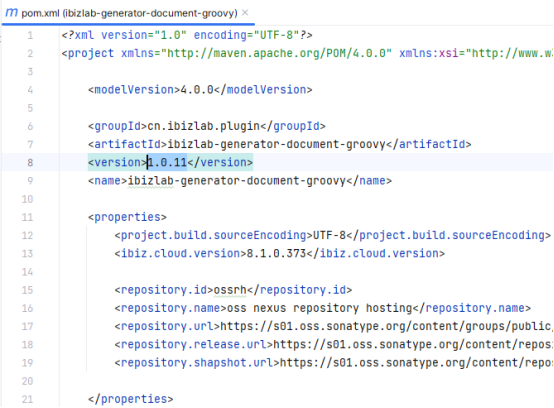 pom.xml (ibizlab-generator-document-groovy)
1 <?xml version="1.0" encoding="UTF-8"?>
2 <project xmlns="http://maven.apache.org/POM/4.0.0" xmlns:xsi="http://www.w3
3
4 <modelVersion>4.0.0</modelVersion>
5
6 <groupId>cn.ibizlab.plugin</groupId>
7 <artifactId>ibizlab-generator-document-groovy</artifactId>
8 <version>1.0.11</version>
9 <name>ibizlab-generator-document-groovy</name>
10
11 <properties>
12 <project.build.sourceEncoding>UTF-8</project.build.sourceEncoding>
13 <ibiz.cloud.version>8.1.0.373</ibiz.cloud.version>
14
15 <repository.id>ossrh</repository.id>
16 <repository.name>oss nexus repository hosting</repository.name>
17 <repository.url>https://s01.oss.sonatype.org/content/groups/public/
18 <repository.release.url>https://s01.oss.sonatype.org/content/repos
19 <repository.shapshot.url>https://s01.oss.sonatype.org/content/repo
20
21 </properties>